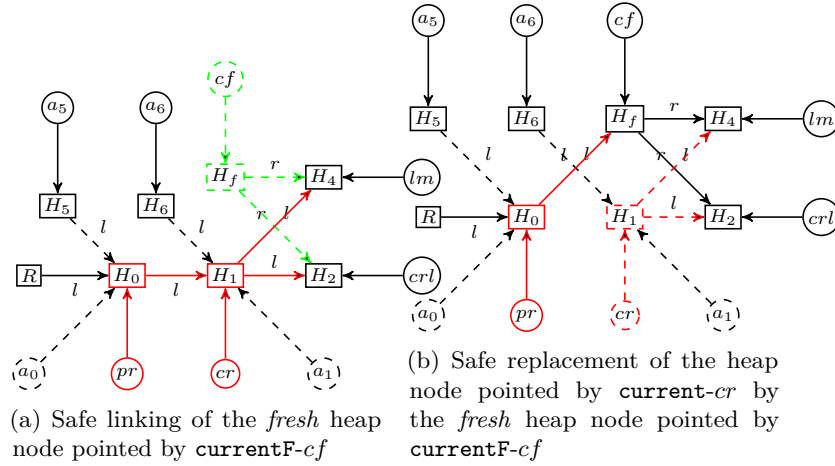 cf
a5 a6
Hf r H4 lm
H5 H6 r l
l l
R l H0 l H1 l H2 crl
a0 pr cr a1
(a) Safe linking of the fresh heap
node pointed by currentF-cf
a5 a6 cf
H5 H6 Hf r H4 lm
l l l r l
R l H0 H1 l H2 crl
a0 pr cr a1
(b) Safe replacement of the heap
node pointed by current-cr by
the fresh heap node pointed by
currentF-cf